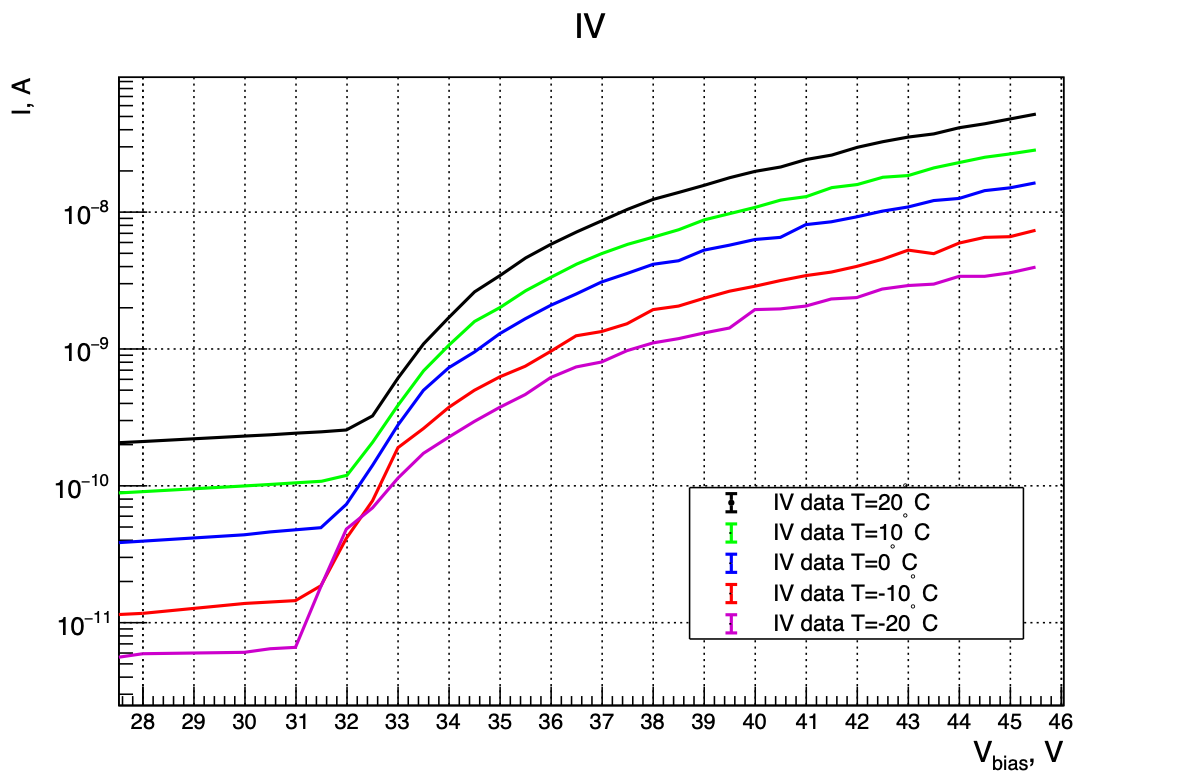 IV
I, A
10⁻⁸
10⁻⁹
10⁻¹⁰
10⁻¹¹
IV data T=20° C
IV data T=10° C
IV data T=0° C
IV data T=-10° C
IV data T=-20° C
28 29 30 31 32 33 34 35 36 37 38 39 40 41 42 43 44 45 46
V_bias, V